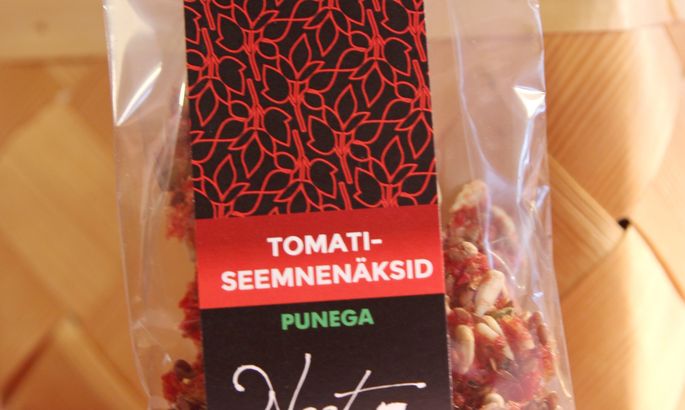 TOMATI-
SEEMNENÄKSID
PUNEGA